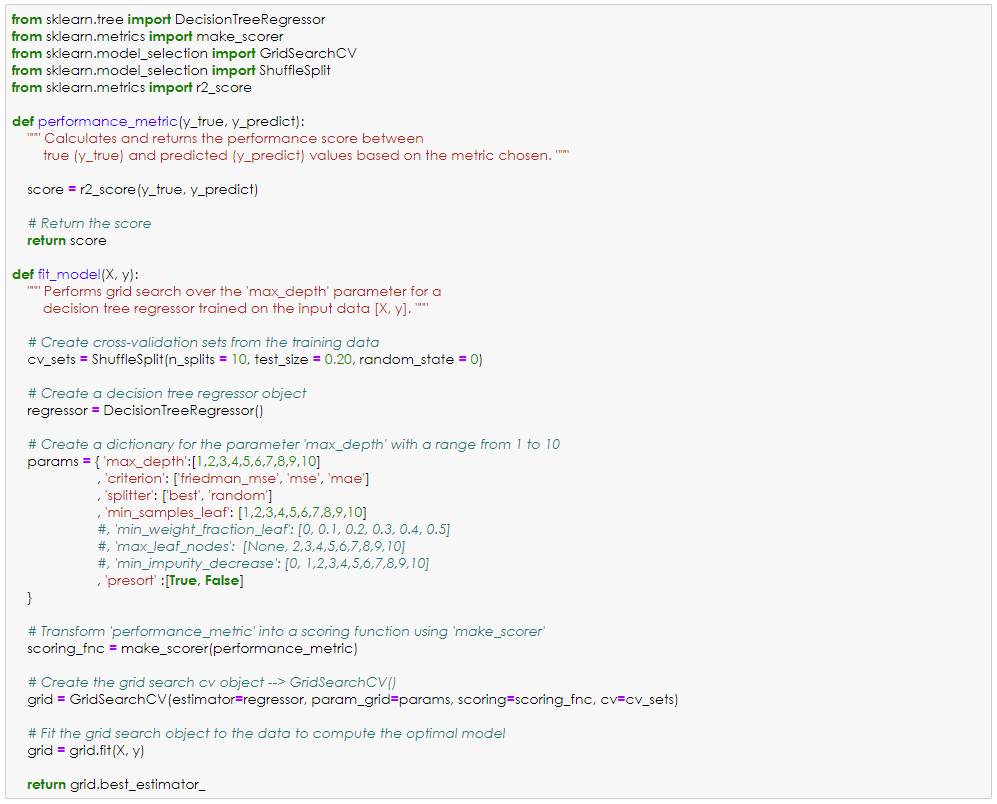 from sklearn.tree import DecisionTreeRegressor
from sklearn.metrics import make_scorer
from sklearn.model_selection import GridSearchCV
from sklearn.model_selection import ShuffleSplit
from sklearn.metrics import r2_score

def performance_metric(y_true, y_predict):
    """ Calculates and returns the performance score between
        true (y_true) and predicted (y_predict) values based on the metric chosen. """

    score = r2_score(y_true, y_predict)

    # Return the score
    return score

def fit_model(X, y):
    """ Performs grid search over the 'max_depth' parameter for a
        decision tree regressor trained on the input data [X, y]. """

    # Create cross-validation sets from the training data
    cv_sets = ShuffleSplit(n_splits = 10, test_size = 0.20, random_state = 0)

    # Create a decision tree regressor object
    regressor = DecisionTreeRegressor()

    # Create a dictionary for the parameter 'max_depth' with a range from 1 to 10
    params = { 'max_depth':[1,2,3,4,5,6,7,8,9,10]
              , 'criterion': ['friedman_mse', 'mse', 'mae']
              , 'splitter': ['best', 'random']
              , 'min_samples_leaf': [1,2,3,4,5,6,7,8,9,10]
              #, 'min_weight_fraction_leaf': [0, 0.1, 0.2, 0.3, 0.4, 0.5]
              #, 'max_leaf_nodes':  [None, 2,3,4,5,6,7,8,9,10]
              #, 'min_impurity_decrease': [0, 1,2,3,4,5,6,7,8,9,10]
              , 'presort' :[True, False]
    }

    # Transform 'performance_metric' into a scoring function using 'make_scorer'
    scoring_fnc = make_scorer(performance_metric)

    # Create the grid search cv object --> GridSearchCV()
    grid = GridSearchCV(estimator=regressor, param_grid=params, scoring=scoring_fnc, cv=cv_sets)

    # Fit the grid search object to the data to compute the optimal model
    grid = grid.fit(X, y)

    return grid.best_estimator_